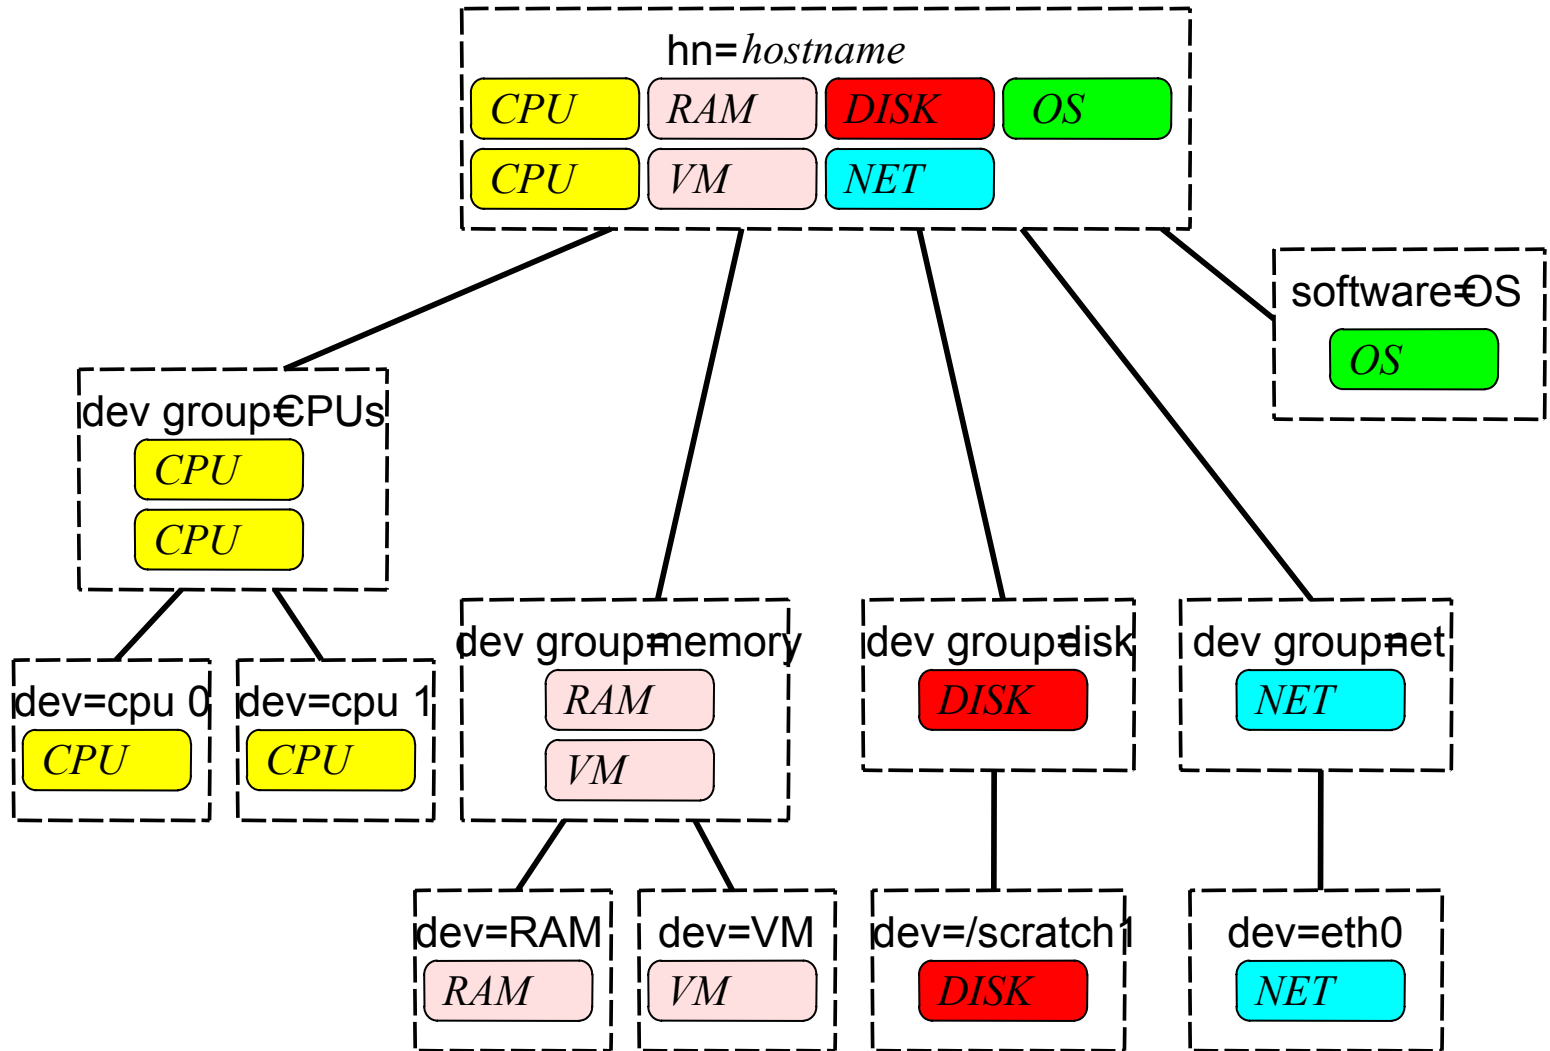 hn=hostname
CPU RAM DISK OS
CPU VM NET
software=OS
OS
dev group=CPUs
CPU
CPU
dev=cpu 0
CPU
dev=cpu 1
CPU
dev group=memory
RAM
VM
dev group=disk
DISK
dev group=net
NET
dev=RAM
RAM
dev=VM
VM
dev=/scratch1
DISK
dev=eth0
NET